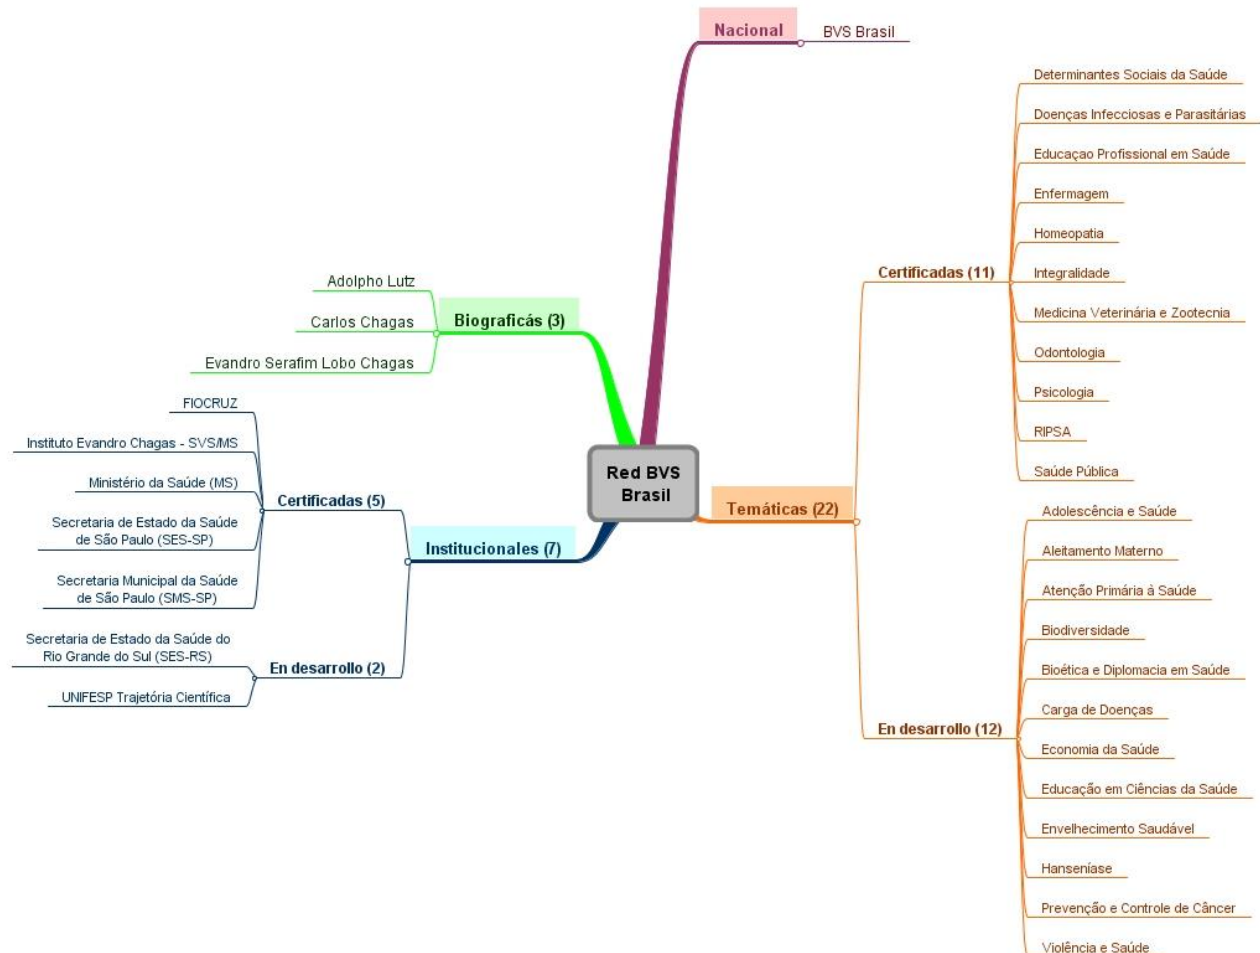 Nacional
BVS Brasil
Determinantes Sociais da Saúde
Doenças Infecciosas e Parasitárias
Educaçao Profissional em Saúde
Enfermagem
Homeopatia
Certificadas (11)
Integralidade
Medicina Veterinária e Zootecnia
Odontologia
Psicologia
RIPSA
Saúde Pública
Adolpho Lutz
Carlos Chagas
Biograficás (3)
Evandro Serafim Lobo Chagas
FIOCRUZ
Instituto Evandro Chagas - SVS/MS
Ministério da Saúde (MS)
Certificadas (5)
Secretaria de Estado da Saúde
de São Paulo (SES-SP)
Secretaria Municipal da Saúde
de São Paulo (SMS-SP)
Institucionales (7)
Secretaria de Estado da Saúde do
Rio Grande do Sul (SES-RS)
En desarrollo (2)
UNIFESP Trajetória Científica
Red BVS
Brasil
Temáticas (22)
Adolescência e Saúde
Aleitamento Materno
Atenção Primária à Saúde
Biodiversidade
Bioética e Diplomacia em Saúde
Carga de Doenças
En desarrollo (12)
Economia da Saúde
Educação em Ciências da Saúde
Envelhecimento Saudável
Hanseníase
Prevenção e Controle de Câncer
Violência e Saúde